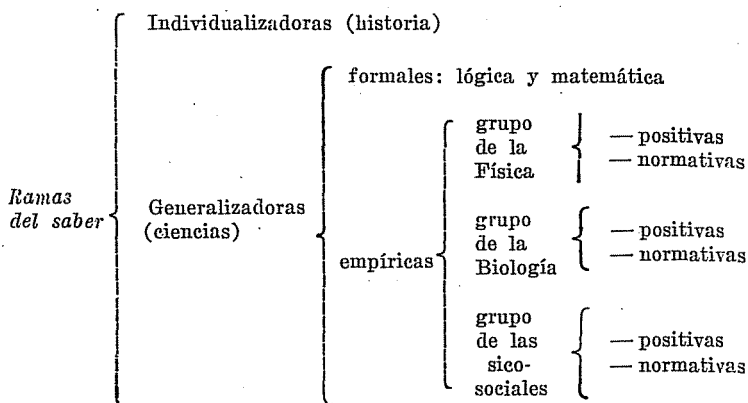 Individualizadoras (historia)
formales: lógica y matemática
Ramas
del saber
Generalizadoras
(ciencias)
empíricas
grupo
de la
Física
— positivas
— normativas
grupo
de la
Biología
— positivas
— normativas
grupo
de las
sico-
sociales
— positivas
— normativas